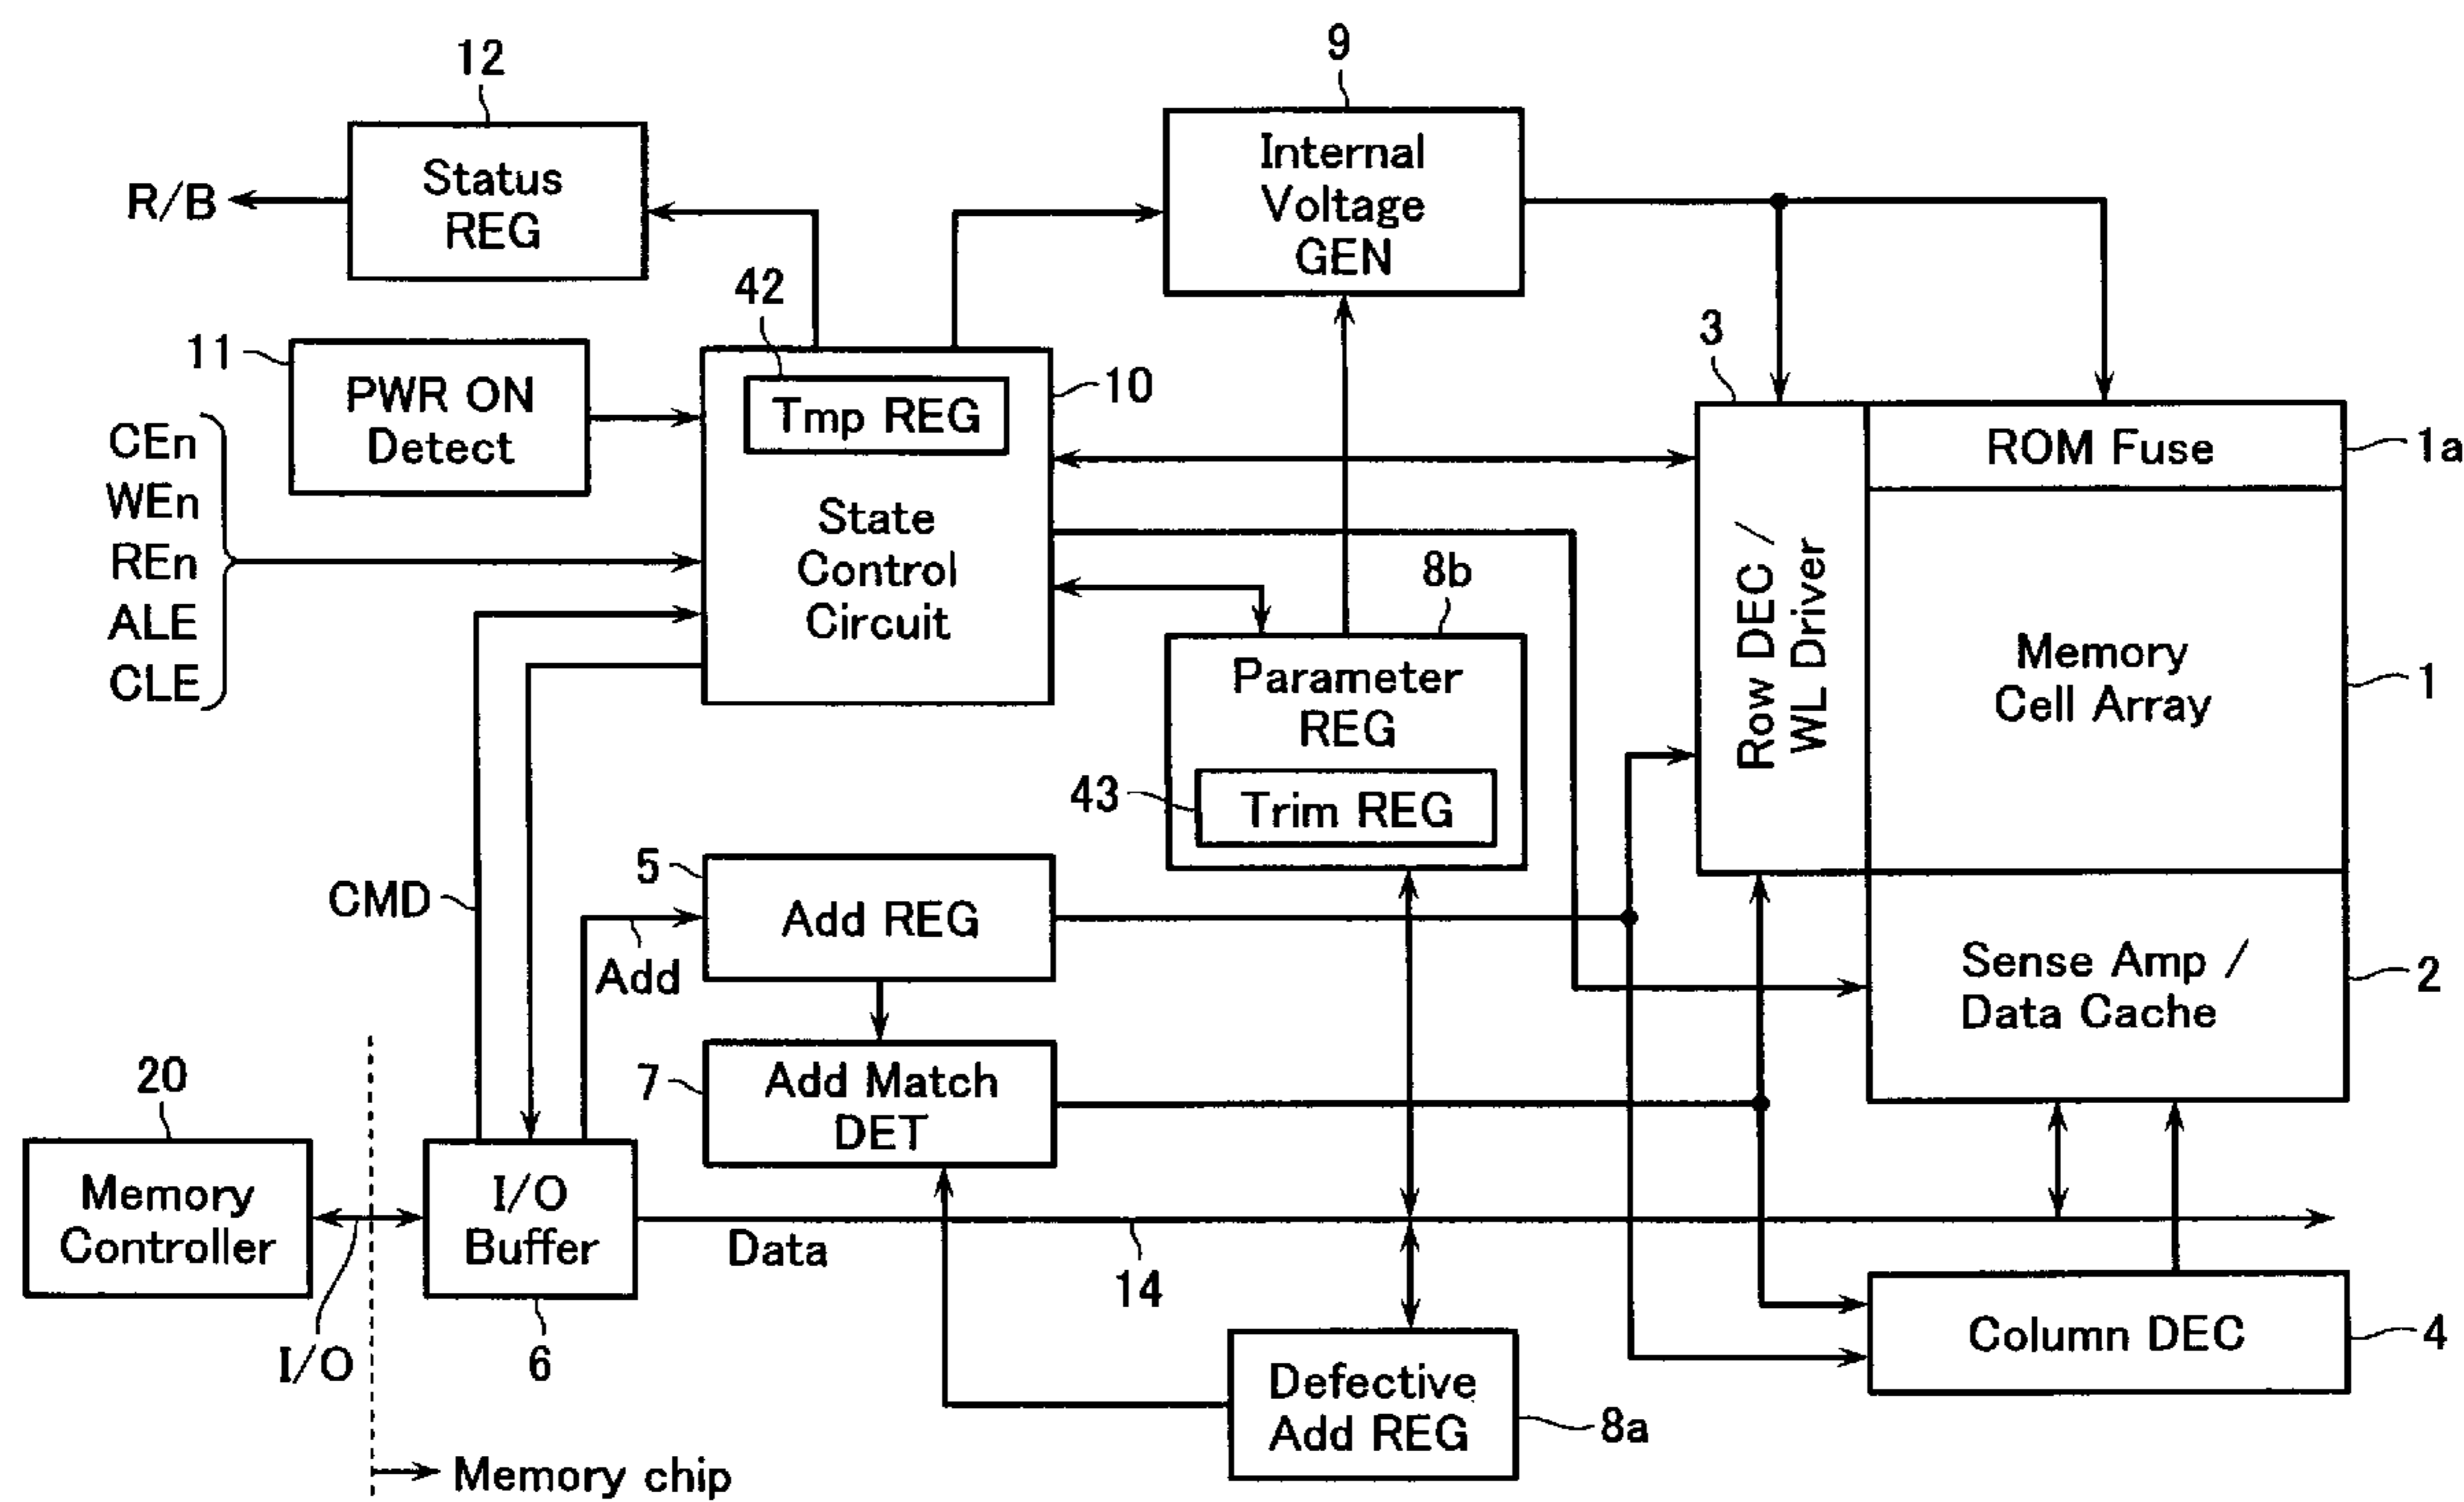 12
Status
REG
R/B
9
Internal
Voltage
GEN
11
PWR ON
Detect
CEn
WEn
REn
ALE
CLE
42
Tmp REG
10
State
Control
Circuit
8b
Parameter
REG
43
Trim REG
3
Row DEC /
WL Driver
ROM Fuse
1a
Memory
Cell Array
1
Sense Amp /
Data Cache
2
CMD
Add
5
Add REG
7
Add Match
DET
20
Memory
Controller
I/O
I/O
Buffer
6
Data
14
Column DEC
4
Defective
Add REG
8a
Memory chip